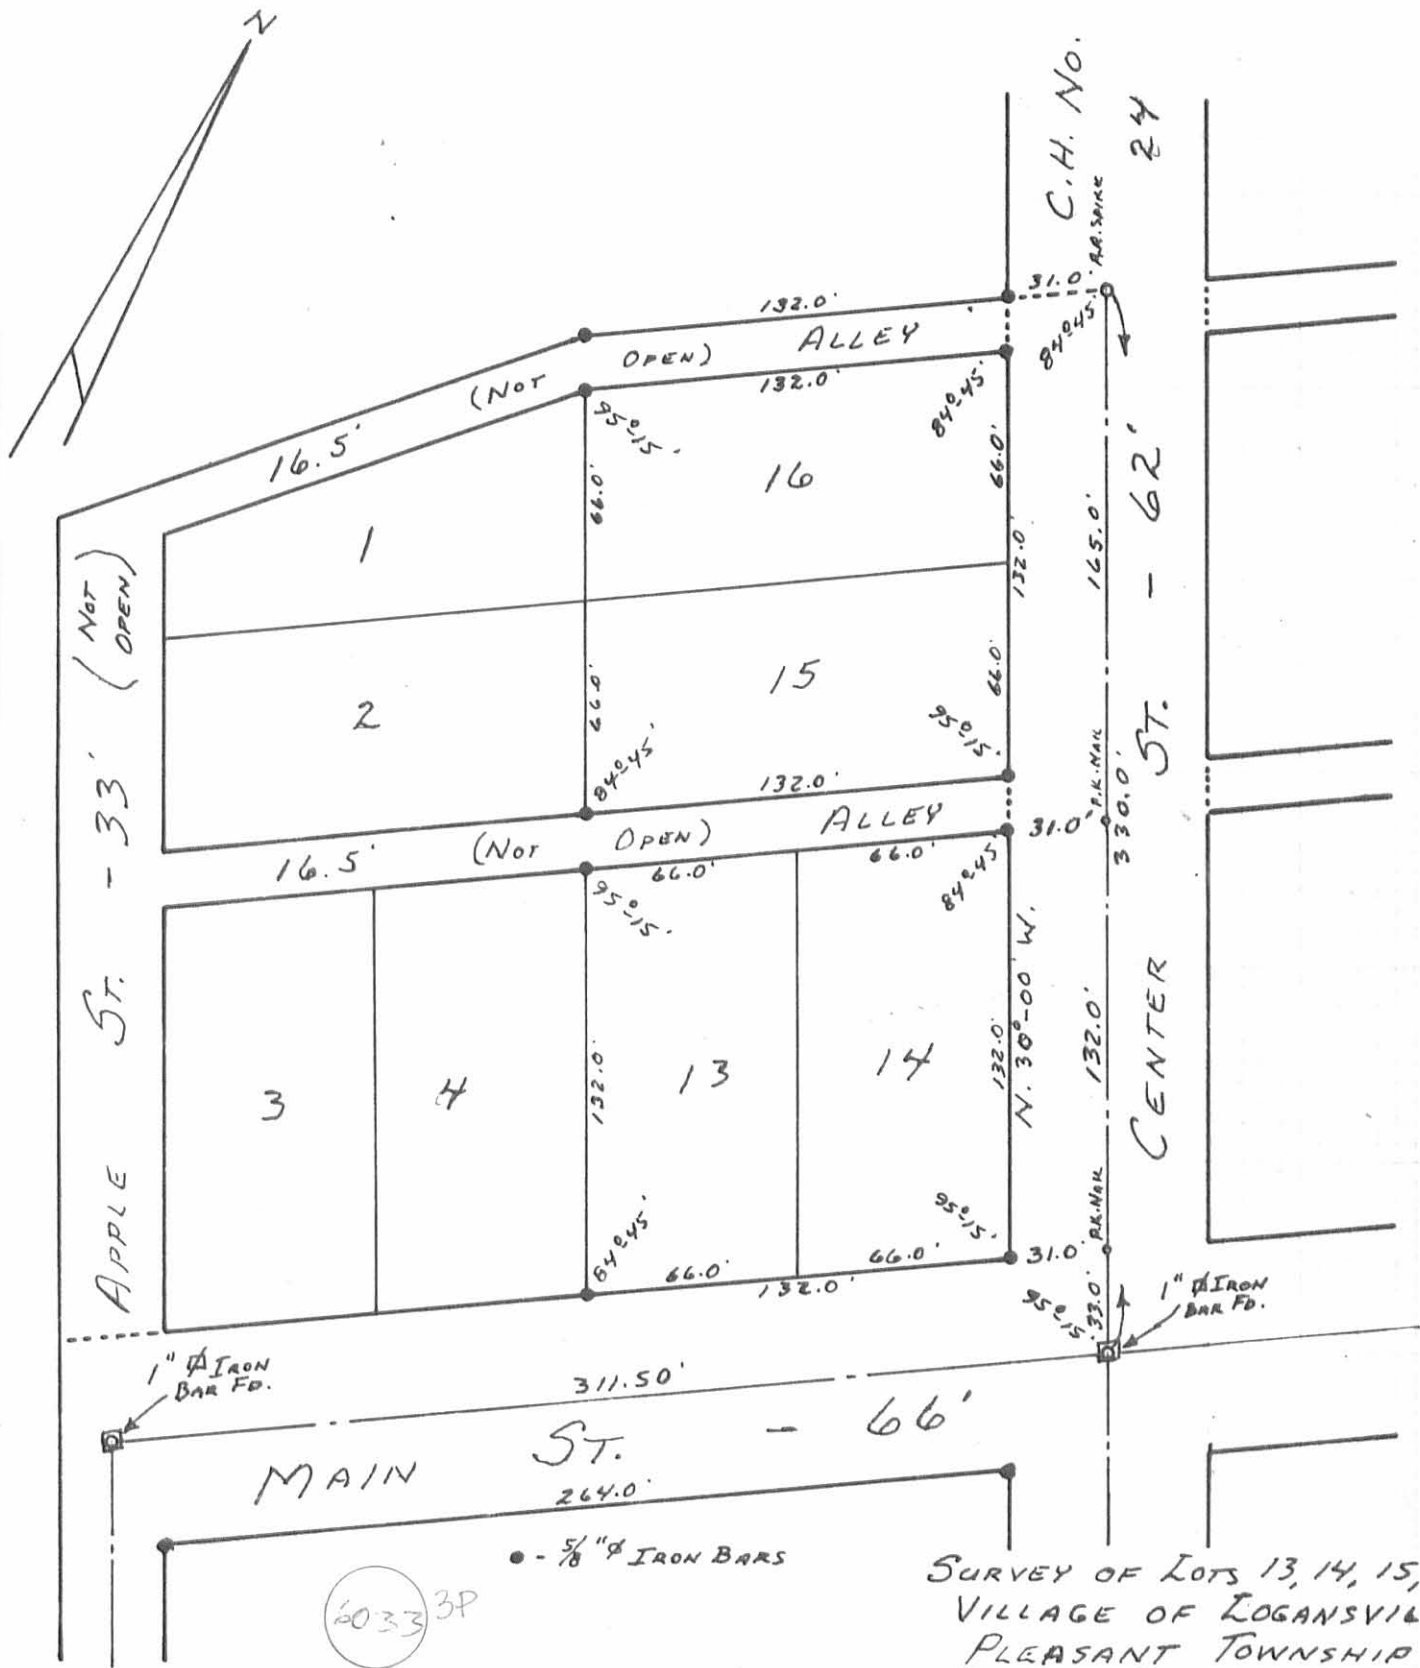 N
C.H. No.
24
R.R. SPIKE
31.0'
132.0'
84°-45'
ALLEY
(NOT OPEN)
132.0'
16.5'
95°-15'
84°-45'
66.0'
66.0'
16
1
132.0'
165.0'
CENTER ST. - 62'
APPLE ST. - 33' (NOT OPEN)
2
15
66.0'
66.0'
95°-15'
84°-45'
132.0'
P.K. NAIL
330.0'
31.0'
16.5'
(NOT OPEN)
ALLEY
66.0'
66.0'
95°-15'
84°-45'
N. 30°-00' W.
132.0'
132.0'
132.0'
3
4
13
14
P.K. NAIL
95°-15'
84°-45'
66.0'
66.0'
132.0'
31.0'
33.0'
95°-15'
1" Ø IRON
BAR FD.
1" Ø IRON
BAR FD.
311.50'
MAIN ST. - 66'
264.0'
● - 5/8" Ø IRON BARS
6033
3P
SURVEY OF LOTS 13, 14, 15,
VILLAGE OF LOGANSVIL
PLEASANT TOWNSHIP